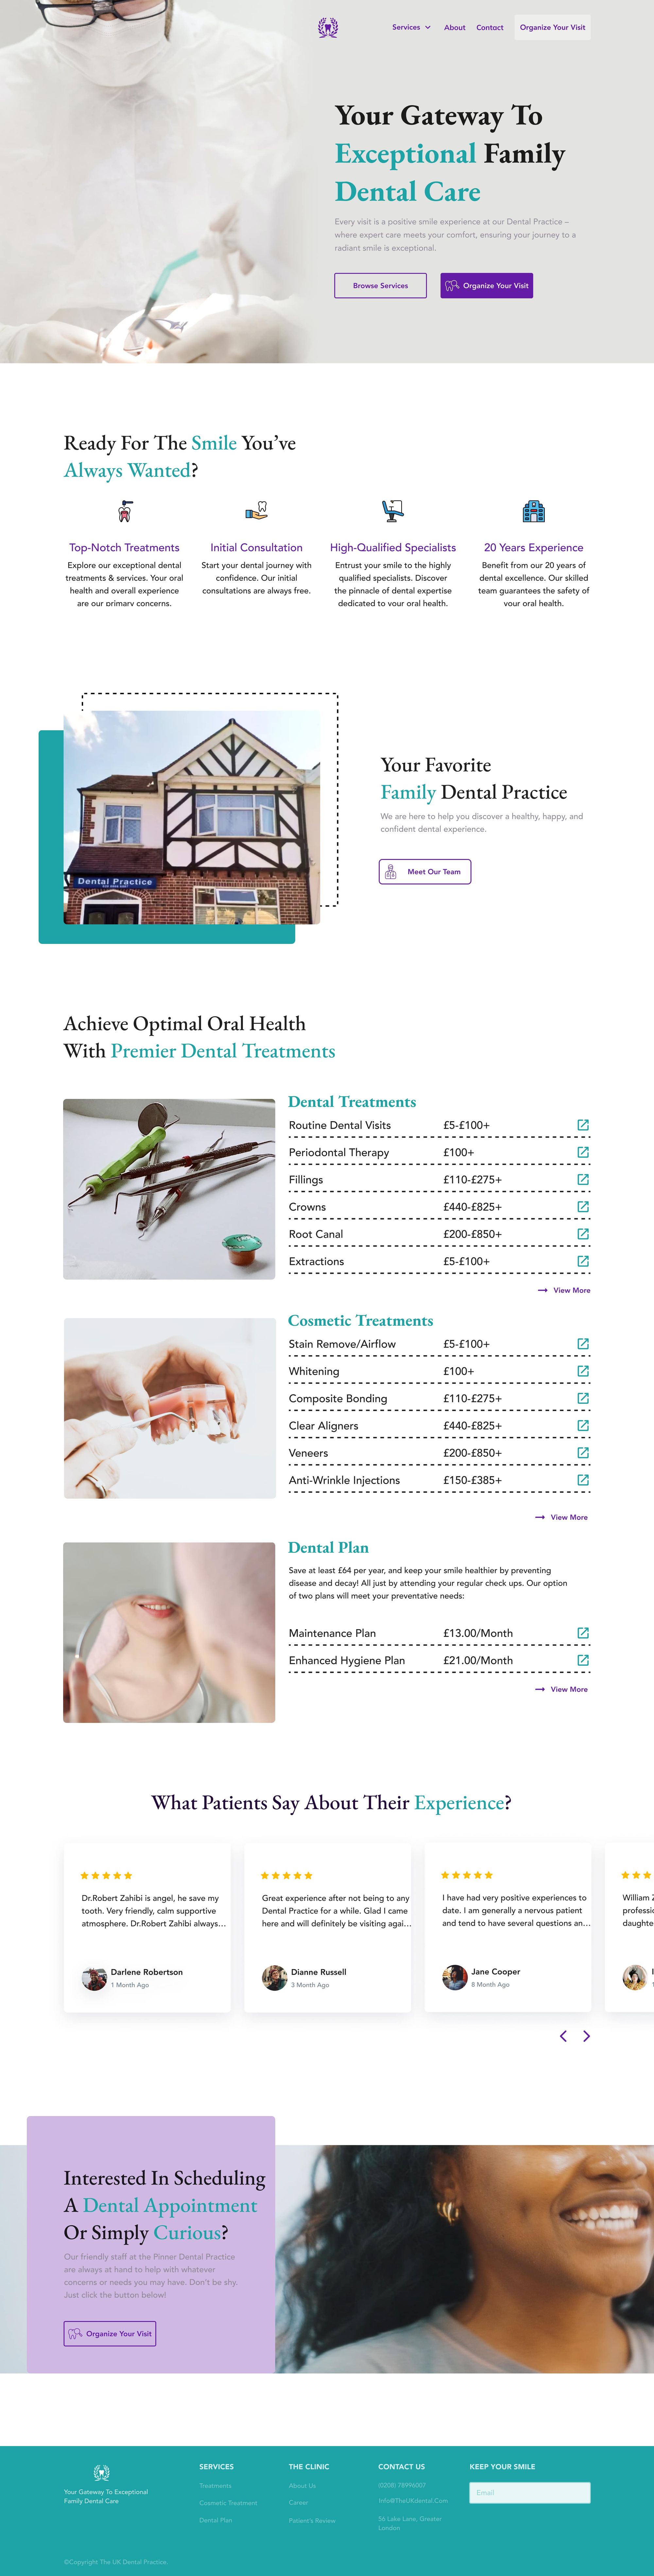 Services
About
Contact
Organize Your Visit
Your Gateway To
Exceptional Family
Dental Care
Every visit is a positive smile experience at our Dental Practice –
where expert care meets your comfort, ensuring your journey to a
radiant smile is exceptional.
Browse Services
Organize Your Visit
Ready For The Smile You've
Always Wanted?
Top-Notch Treatments
Explore our exceptional dental
treatments & services. Your oral
health and overall experience
are our primary concerns.
Initial Consultation
Start your dental journey with
confidence. Our initial
consultations are always free.
High-Qualified Specialists
Entrust your smile to the highly
qualified specialists. Discover
the pinnacle of dental expertise
dedicated to your oral health.
20 Years Experience
Benefit from our 20 years of
dental excellence. Our skilled
team guarantees the safety of
your oral health.
Dental Practice
Your Favorite
Family Dental Practice
We are here to help you discover a healthy, happy, and
confident dental experience.
Meet Our Team
Achieve Optimal Oral Health
With Premier Dental Treatments
Dental Treatments
Routine Dental Visits £5-£100+
Periodontal Therapy £100+
Fillings £110-£275+
Crowns £440-£825+
Root Canal £200-£850+
Extractions £5-£100+
View More
Cosmetic Treatments
Stain Remove/Airflow £5-£100+
Whitening £100+
Composite Bonding £110-£275+
Clear Aligners £440-£825+
Veneers £200-£850+
Anti-Wrinkle Injections £150-£385+
View More
Dental Plan
Save at least £64 per year, and keep your smile healthier by preventing
disease and decay! All just by attending your regular check ups. Our option
of two plans will meet your preventative needs:
Maintenance Plan £13.00/Month
Enhanced Hygiene Plan £21.00/Month
View More
What Patients Say About Their Experience?
Dr.Robert Zahibi is angel, he save my
tooth. Very friendly, calm supportive
atmosphere. Dr.Robert Zahibi always...
Darlene Robertson
1 Month Ago
Great experience after not being to any
Dental Practice for a while. Glad I came
here and will definitely be visiting agai...
Dianne Russell
3 Month Ago
I have had very positive experiences to
date. I am generally a nervous patient
and tend to have several questions an...
Jane Cooper
8 Month Ago
William Z
professio
daughte
Interested In Scheduling
A Dental Appointment
Or Simply Curious?
Our friendly staff at the Pinner Dental Practice
are always at hand to help with whatever
concerns or needs you may have. Don't be shy.
Just click the button below!
Organize Your Visit
Your Gateway To Exceptional
Family Dental Care
SERVICES
Treatments
Cosmetic Treatment
Dental Plan
THE CLINIC
About Us
Career
Patient's Review
CONTACT US
(0208) 78996007
Info@TheUKdental.Com
56 Lake Lane, Greater
London
KEEP YOUR SMILE
Email
©Copyright The UK Dental Practice.